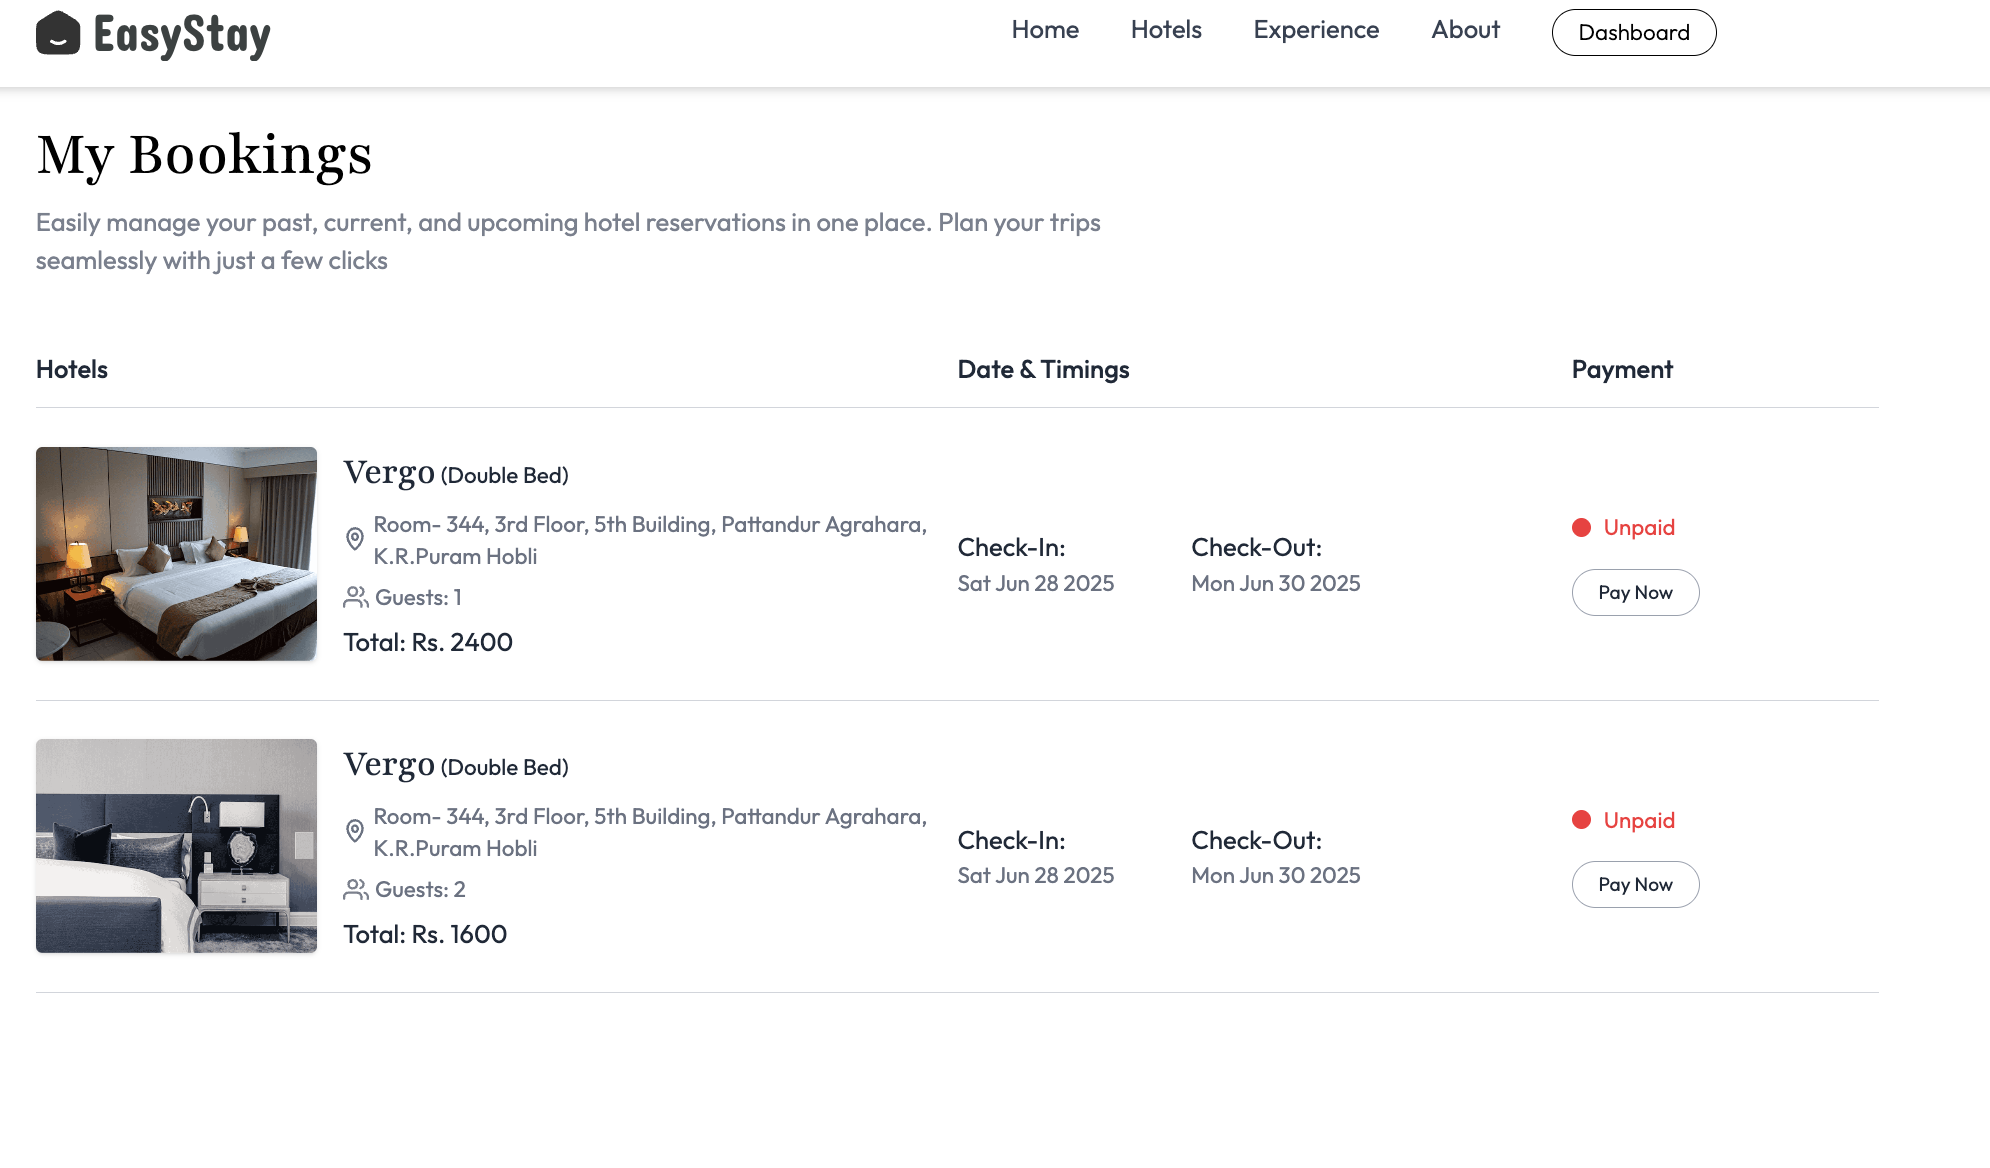 EasyStay
Home
Hotels
Experience
About
Dashboard
My Bookings
Easily manage your past, current, and upcoming hotel reservations in one place. Plan your trips
seamlessly with just a few clicks
Hotels
Date & Timings
Payment
Vergo (Double Bed)
Room- 344, 3rd Floor, 5th Building, Pattandur Agrahara,
K.R.Puram Hobli
Guests: 1
Total: Rs. 2400
Check-In:
Sat Jun 28 2025
Check-Out:
Mon Jun 30 2025
Unpaid
Pay Now
Vergo (Double Bed)
Room- 344, 3rd Floor, 5th Building, Pattandur Agrahara,
K.R.Puram Hobli
Guests: 2
Total: Rs. 1600
Check-In:
Sat Jun 28 2025
Check-Out:
Mon Jun 30 2025
Unpaid
Pay Now